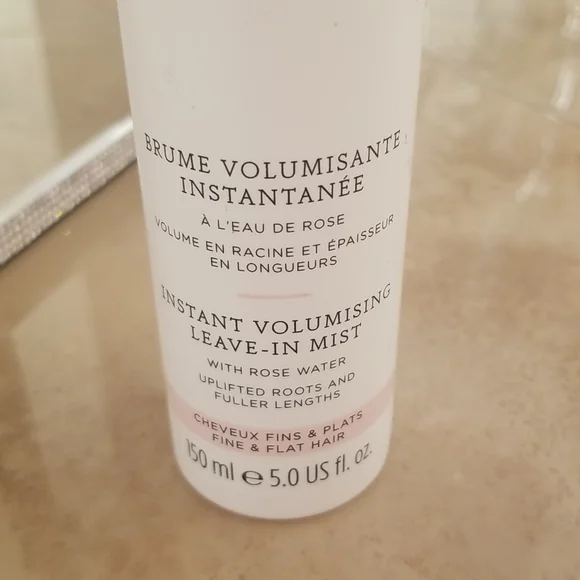 BRUME VOLUMISANTE
INSTANTANÉE
À L'EAU DE ROSE
VOLUME EN RACINE ET ÉPAISSEUR
EN LONGUEURS
INSTANT VOLUMISING
LEAVE-IN MIST
WITH ROSE WATER
UPLIFTED ROOTS AND
FULLER LENGTHS
CHEVEUX FINS & PLATS
FINE & FLAT HAIR
150 ml e 5.0 US fl. oz.